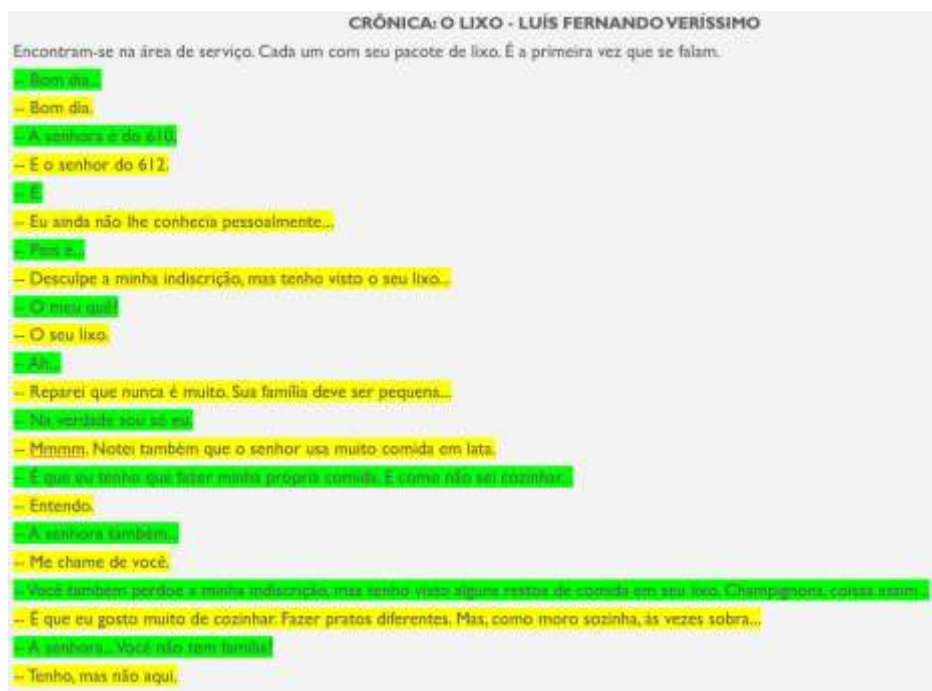 CRÔNICA: O LIXO - LUÍS FERNANDO VERÍSSIMO
Encontram-se na área de serviço. Cada um com seu pacote de lixo. É a primeira vez que se falam.
-- Bom dia...
-- Bom dia.
-- A senhora é do 610.
-- E o senhor do 612.
-- É.
-- Eu ainda não lhe conhecia pessoalmente...
-- Pois é...
-- Desculpe a minha indiscrição, mas tenho visto o seu lixo...
-- O meu quê?
-- O seu lixo.
-- Ah...
-- Reparei que nunca é muito. Sua família deve ser pequena...
-- Na verdade sou só eu.
-- Mmmm. Notei também que o senhor usa muito comida em lata.
-- É que eu tenho que fazer minha própria comida. E como não sei cozinhar...
-- Entendo.
-- A senhora também...
-- Me chame de você.
-- Você também perdoe a minha indiscrição, mas tenho visto alguns restos de comida em seu lixo. Champignons, coisas assim...
-- É que eu gosto muito de cozinhar. Fazer pratos diferentes. Mas, como moro sozinha, às vezes sobra...
-- A senhora... Você não tem família?
-- Tenho, mas não aqui.